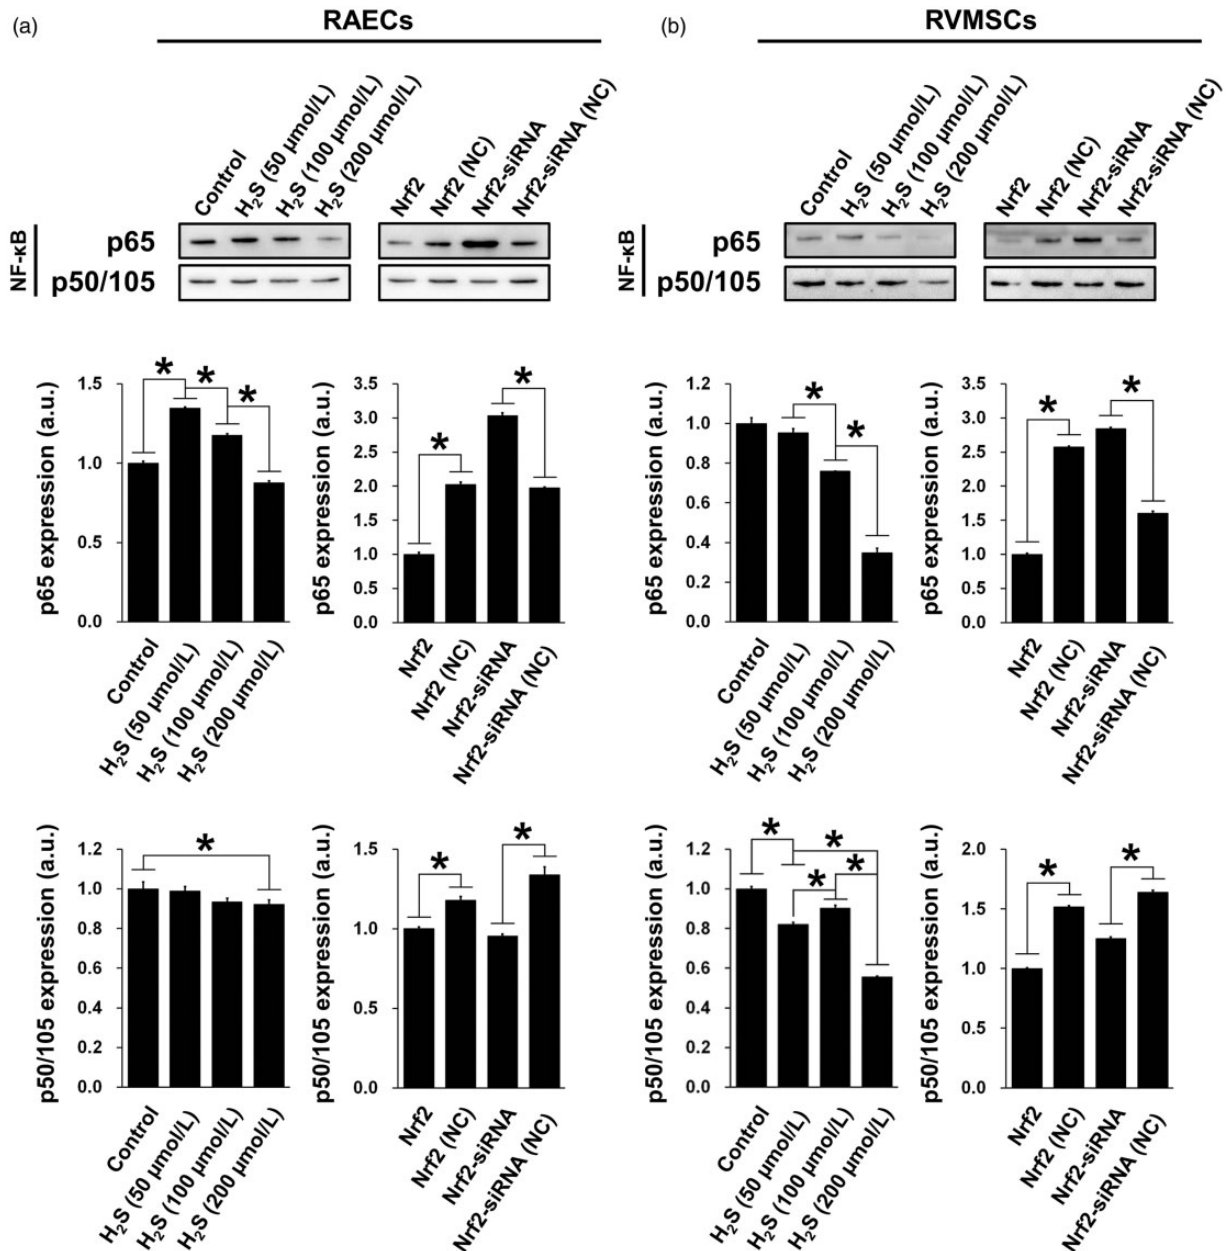 (a) RAECs
(b) RVMSCs
Control
H₂S (50 µmol/L)
H₂S (100 µmol/L)
H₂S (200 µmol/L)
Nrf2
Nrf2 (NC)
Nrf2-siRNA
Nrf2-siRNA (NC)
NF-κB
p65
p50/105
Control
H₂S (50 µmol/L)
H₂S (100 µmol/L)
H₂S (200 µmol/L)
Nrf2
Nrf2 (NC)
Nrf2-siRNA
Nrf2-siRNA (NC)
NF-κB
p65
p50/105
p65 expression (a.u.)
1.5
1.0
0.5
0.0
* * *
Control
H₂S (50 µmol/L)
H₂S (100 µmol/L)
H₂S (200 µmol/L)
p65 expression (a.u.)
3.5
3.0
2.5
2.0
1.5
1.0
0.5
0.0
* *
Nrf2
Nrf2 (NC)
Nrf2-siRNA
Nrf2-siRNA (NC)
p65 expression (a.u.)
1.2
1.0
0.8
0.6
0.4
0.2
0.0
* *
Control
H₂S (50 µmol/L)
H₂S (100 µmol/L)
H₂S (200 µmol/L)
p65 expression (a.u.)
3.5
3.0
2.5
2.0
1.5
1.0
0.5
0.0
* *
Nrf2
Nrf2 (NC)
Nrf2-siRNA
Nrf2-siRNA (NC)
p50/105 expression (a.u.)
1.2
1.0
0.8
0.6
0.4
0.2
0.0
*
Control
H₂S (50 µmol/L)
H₂S (100 µmol/L)
H₂S (200 µmol/L)
p50/105 expression (a.u.)
1.5
1.0
0.5
0.0
* *
Nrf2
Nrf2 (NC)
Nrf2-siRNA
Nrf2-siRNA (NC)
p50/105 expression (a.u.)
1.2
1.0
0.8
0.6
0.4
0.2
0.0
* * * *
Control
H₂S (50 µmol/L)
H₂S (100 µmol/L)
H₂S (200 µmol/L)
p50/105 expression (a.u.)
2.0
1.5
1.0
0.5
0.0
* *
Nrf2
Nrf2 (NC)
Nrf2-siRNA
Nrf2-siRNA (NC)